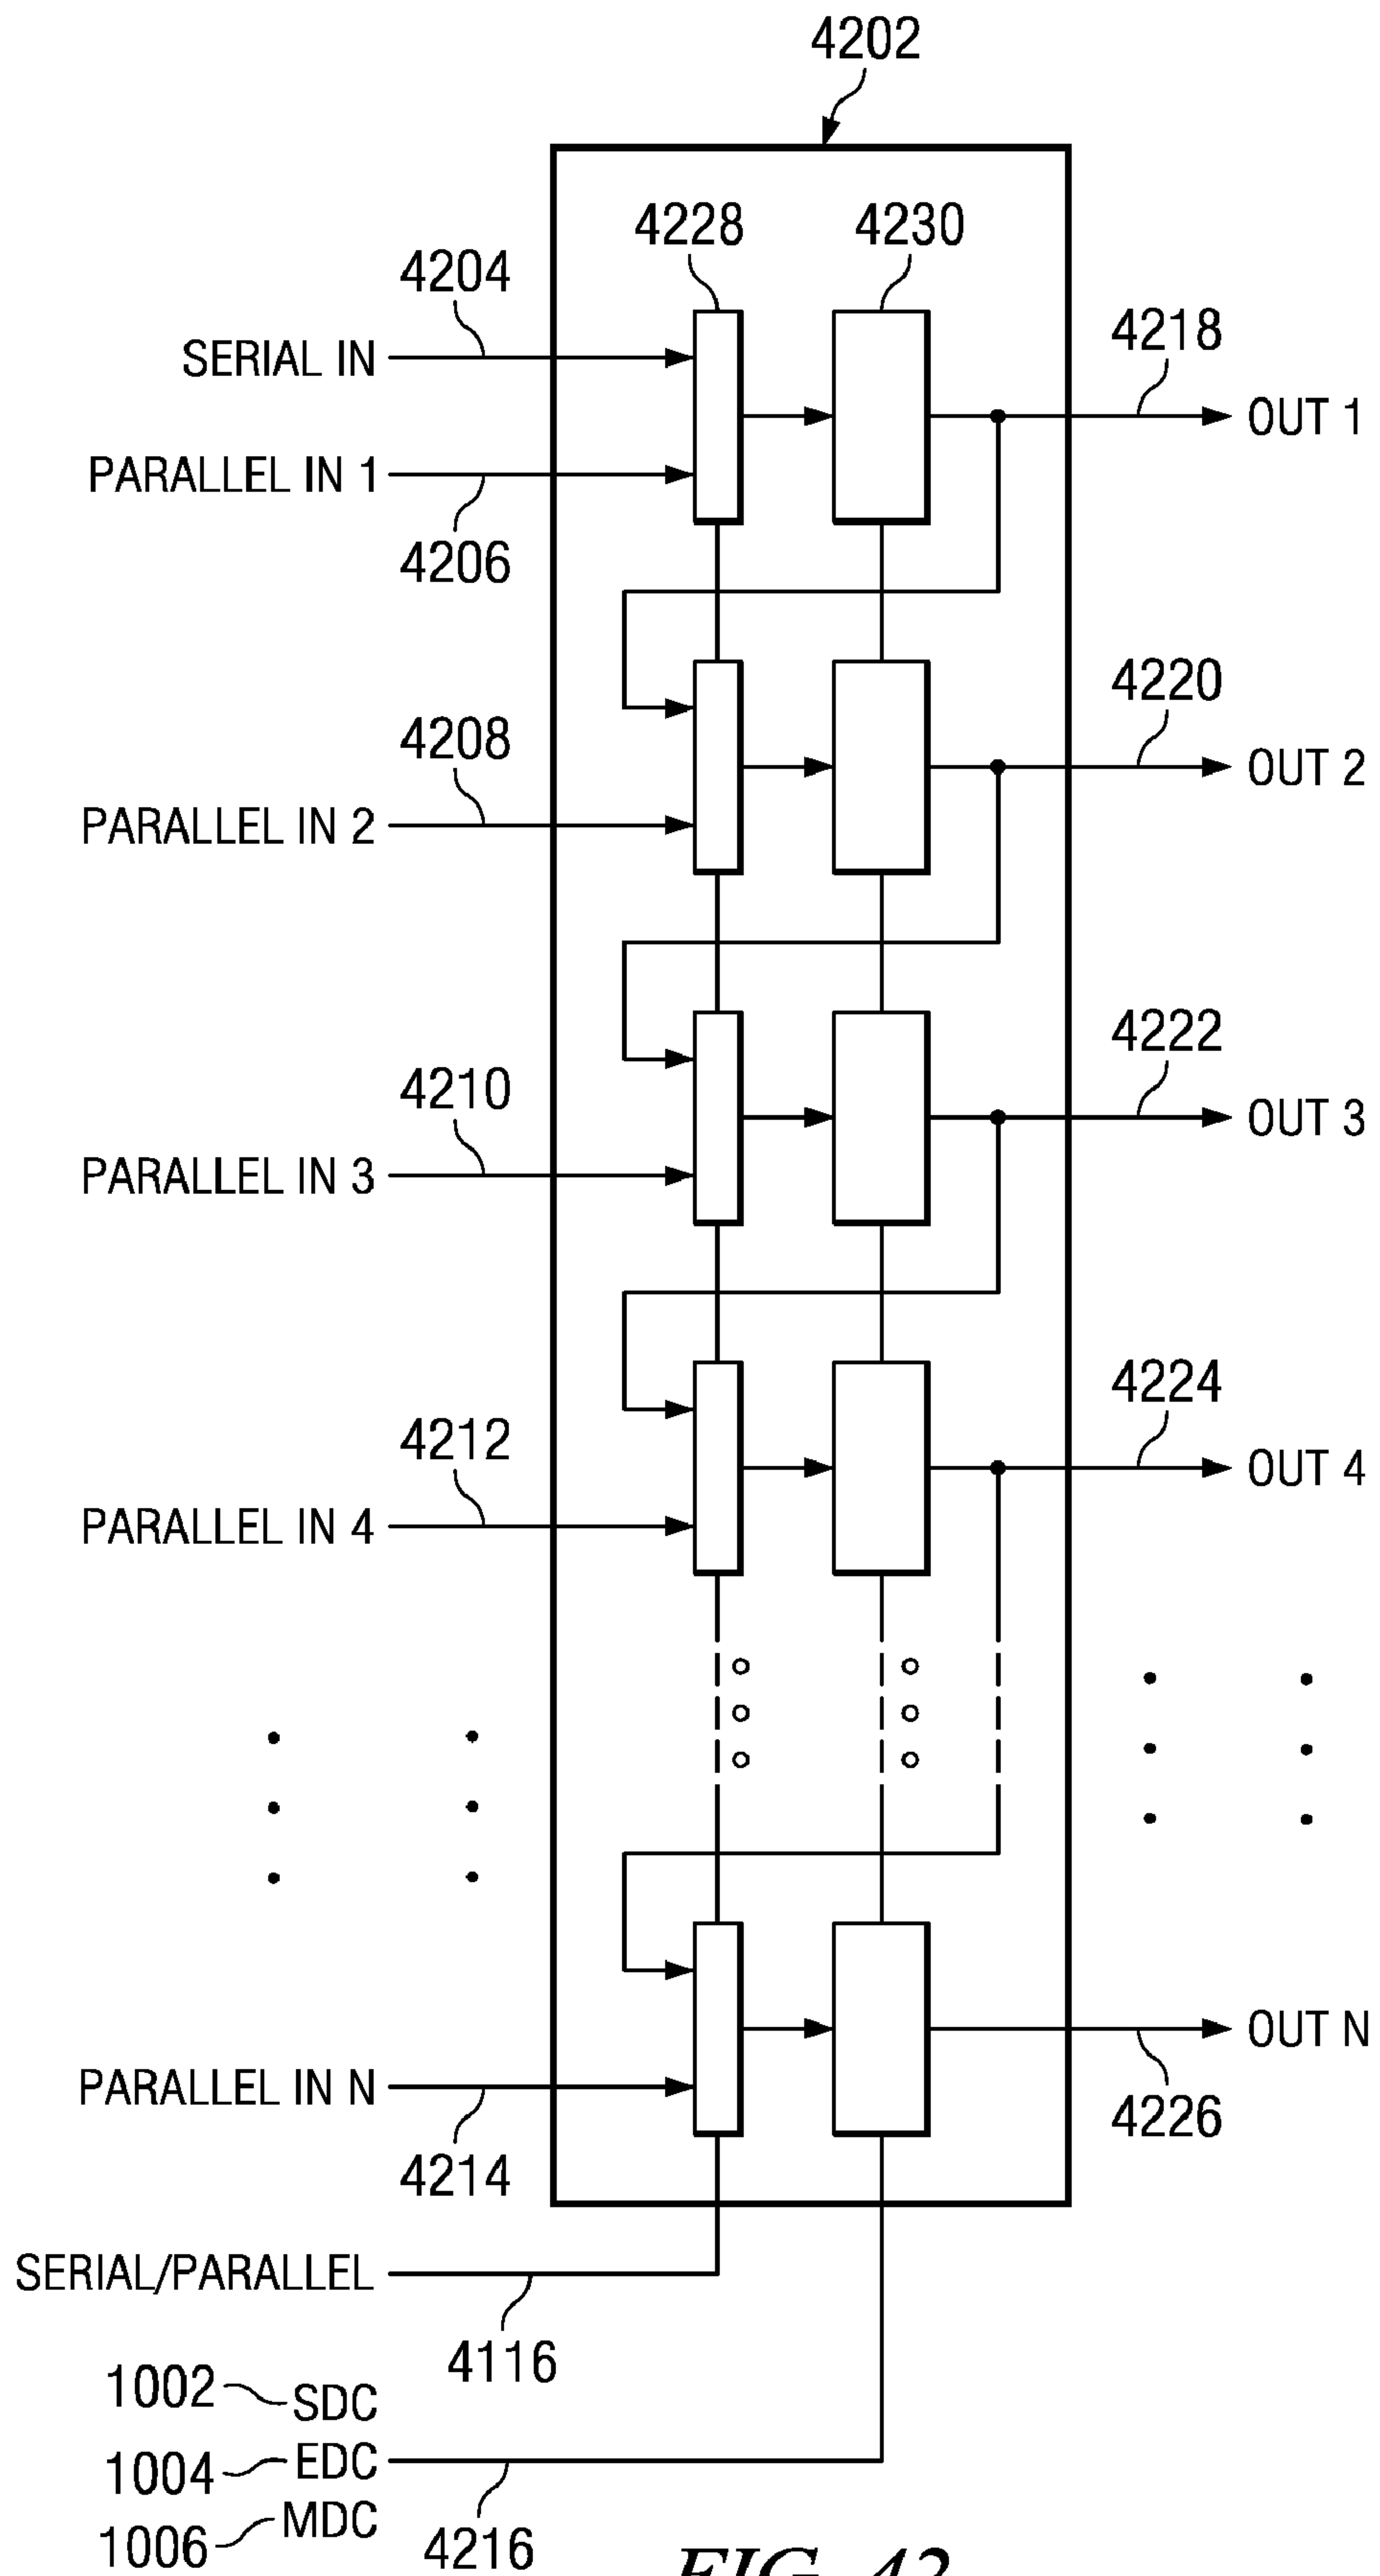 4202
4228
4230
4204
4218
SERIAL IN
OUT 1
PARALLEL IN 1
4206
4220
4208
OUT 2
PARALLEL IN 2
4222
4210
OUT 3
PARALLEL IN 3
4224
4212
OUT 4
PARALLEL IN 4
OUT N
PARALLEL IN N
4226
4214
SERIAL/PARALLEL
4116
1002 SDC
1004 EDC
1006 MDC
4216
FIG. 42